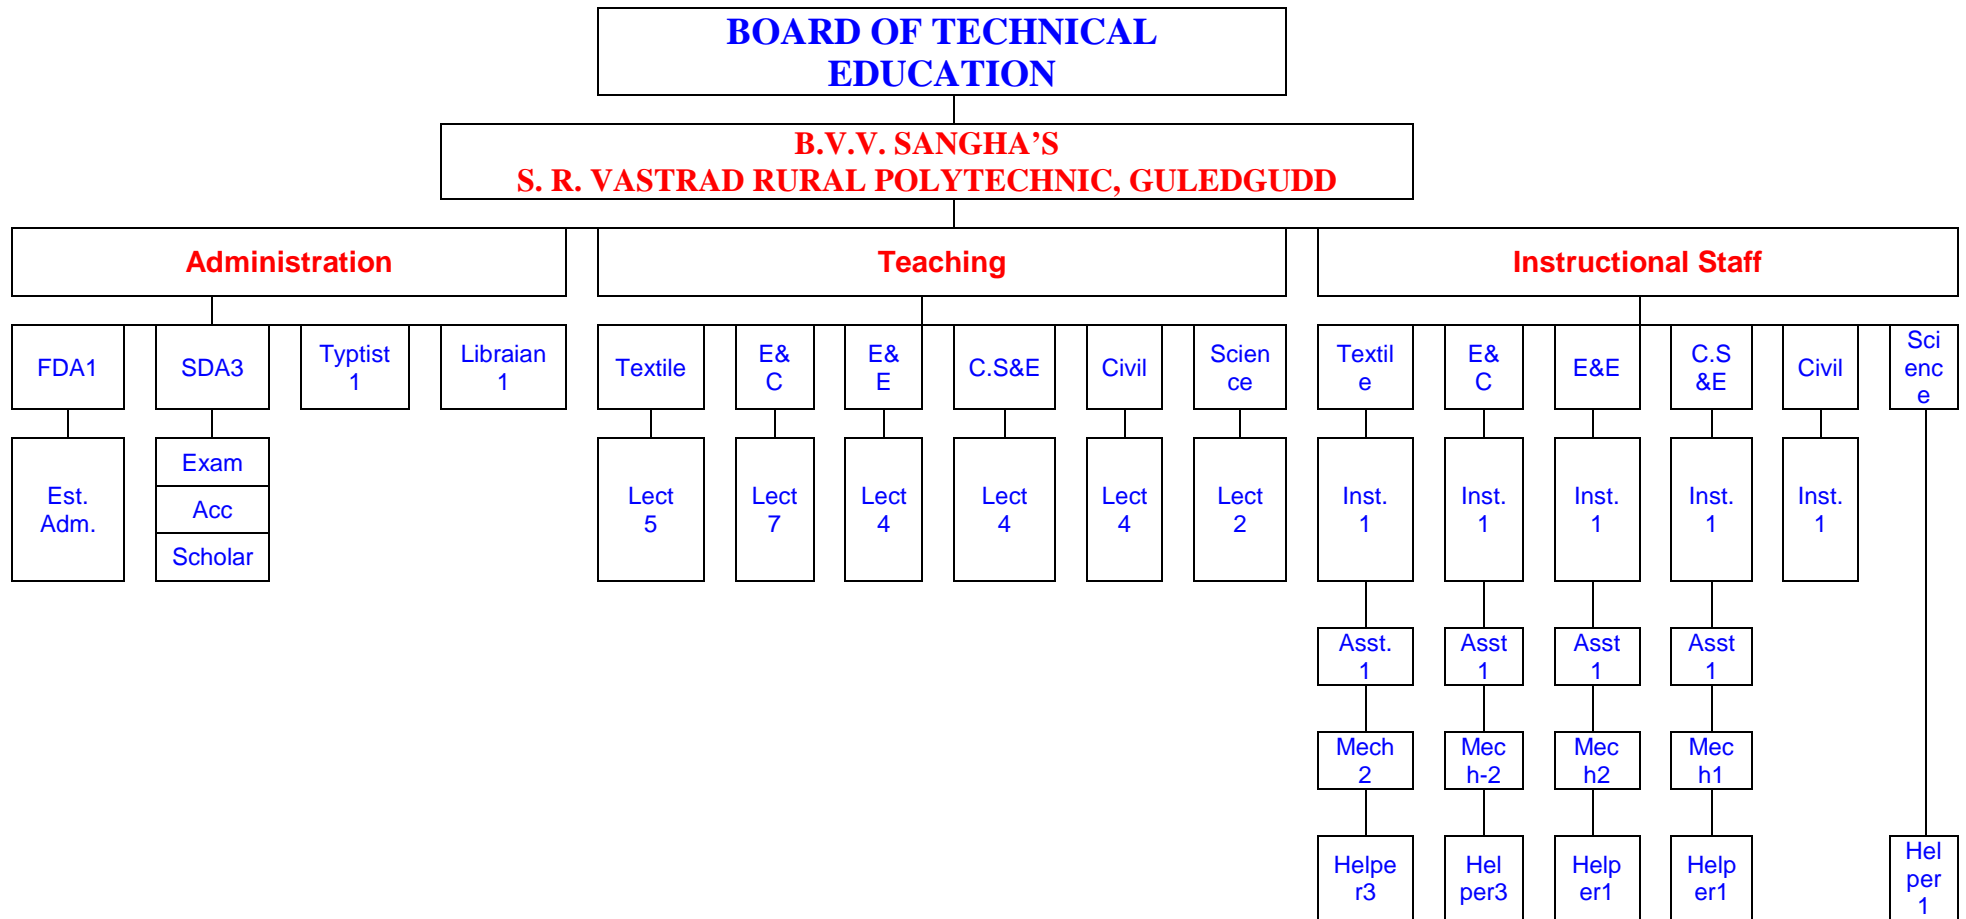 BOARD OF TECHNICAL
EDUCATION
B.V.V. SANGHA’S
S. R. VASTRAD RURAL POLYTECHNIC, GULEDGUDD
Administration
Teaching
Instructional Staff
FDA1
SDA3
Typtist
1
Libraian
1
Textile
E&
C
E&
E
C.S&E
Civil
Scien
ce
Textil
e
E&
C
E&E
C.S
&E
Civil
Sci
enc
e
Est.
Adm.
Exam
Acc
Scholar
Lect
5
Lect
7
Lect
4
Lect
4
Lect
4
Lect
2
Inst.
1
Inst.
1
Inst.
1
Inst.
1
Inst.
1
Asst.
1
Asst
1
Asst
1
Asst
1
Mech
2
Mec
h-2
Mec
h2
Mec
h1
Helpe
r3
Hel
per3
Help
er1
Help
er1
Hel
per
1